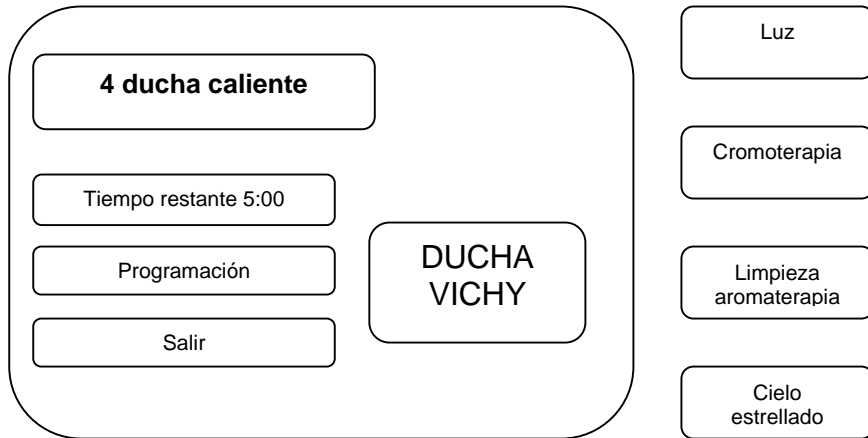 4 ducha caliente
Tiempo restante 5:00
Programación
Salir
DUCHA
VICHY
Luz
Cromoterapia
Limpieza
aromaterapia
Cielo
estrellado